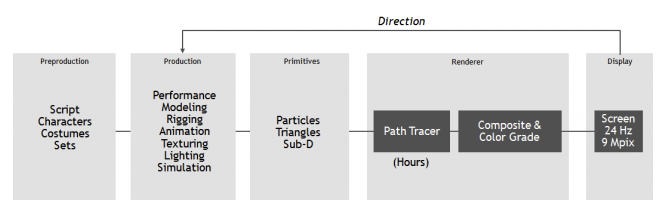 Direction
Preproduction
Script
Characters
Costumes
Sets
Production
Performance
Modeling
Rigging
Animation
Texturing
Lighting
Simulation
Primitives
Particles
Triangles
Sub-D
Renderer
Path Tracer
(Hours)
Composite &
Color Grade
Display
Screen
24 Hz
9 Mpix